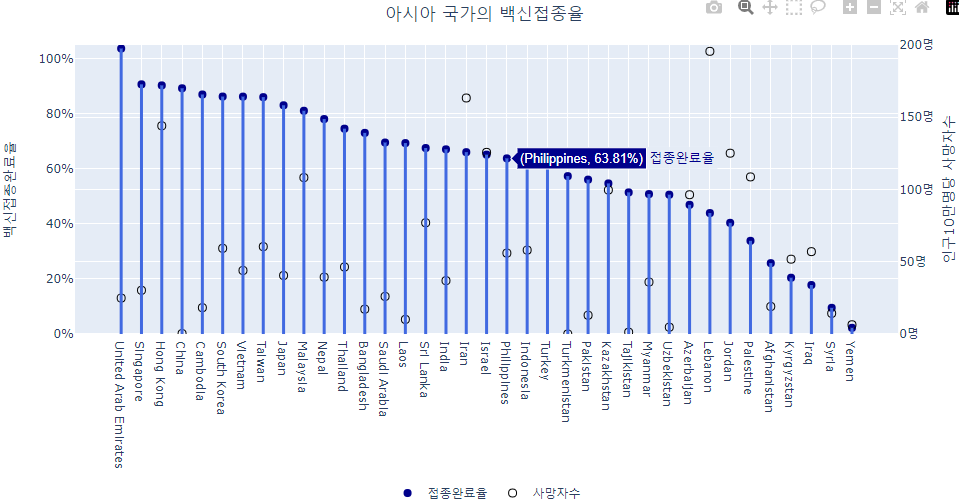 아시아 국가의 백신접종율
백신접종완료율
100%
80%
60%
40%
20%
0%
200명
150명
100명
50명
0명
인구10만명당 사망자수
(Philippines, 63.81%) 접종완료율
United Arab Emirates
Singapore
Hong Kong
China
Cambodia
South Korea
Vietnam
Taiwan
Japan
Malaysia
Nepal
Thailand
Bangladesh
Saudi Arabia
Laos
Sri Lanka
India
Iran
Israel
Philippines
Indonesia
Turkey
Turkmenistan
Pakistan
Kazakhstan
Tajikistan
Myanmar
Uzbekistan
Azerbaijan
Lebanon
Jordan
Palestine
Afghanistan
Kyrgyzstan
Iraq
Syria
Yemen
접종완료율 사망자수